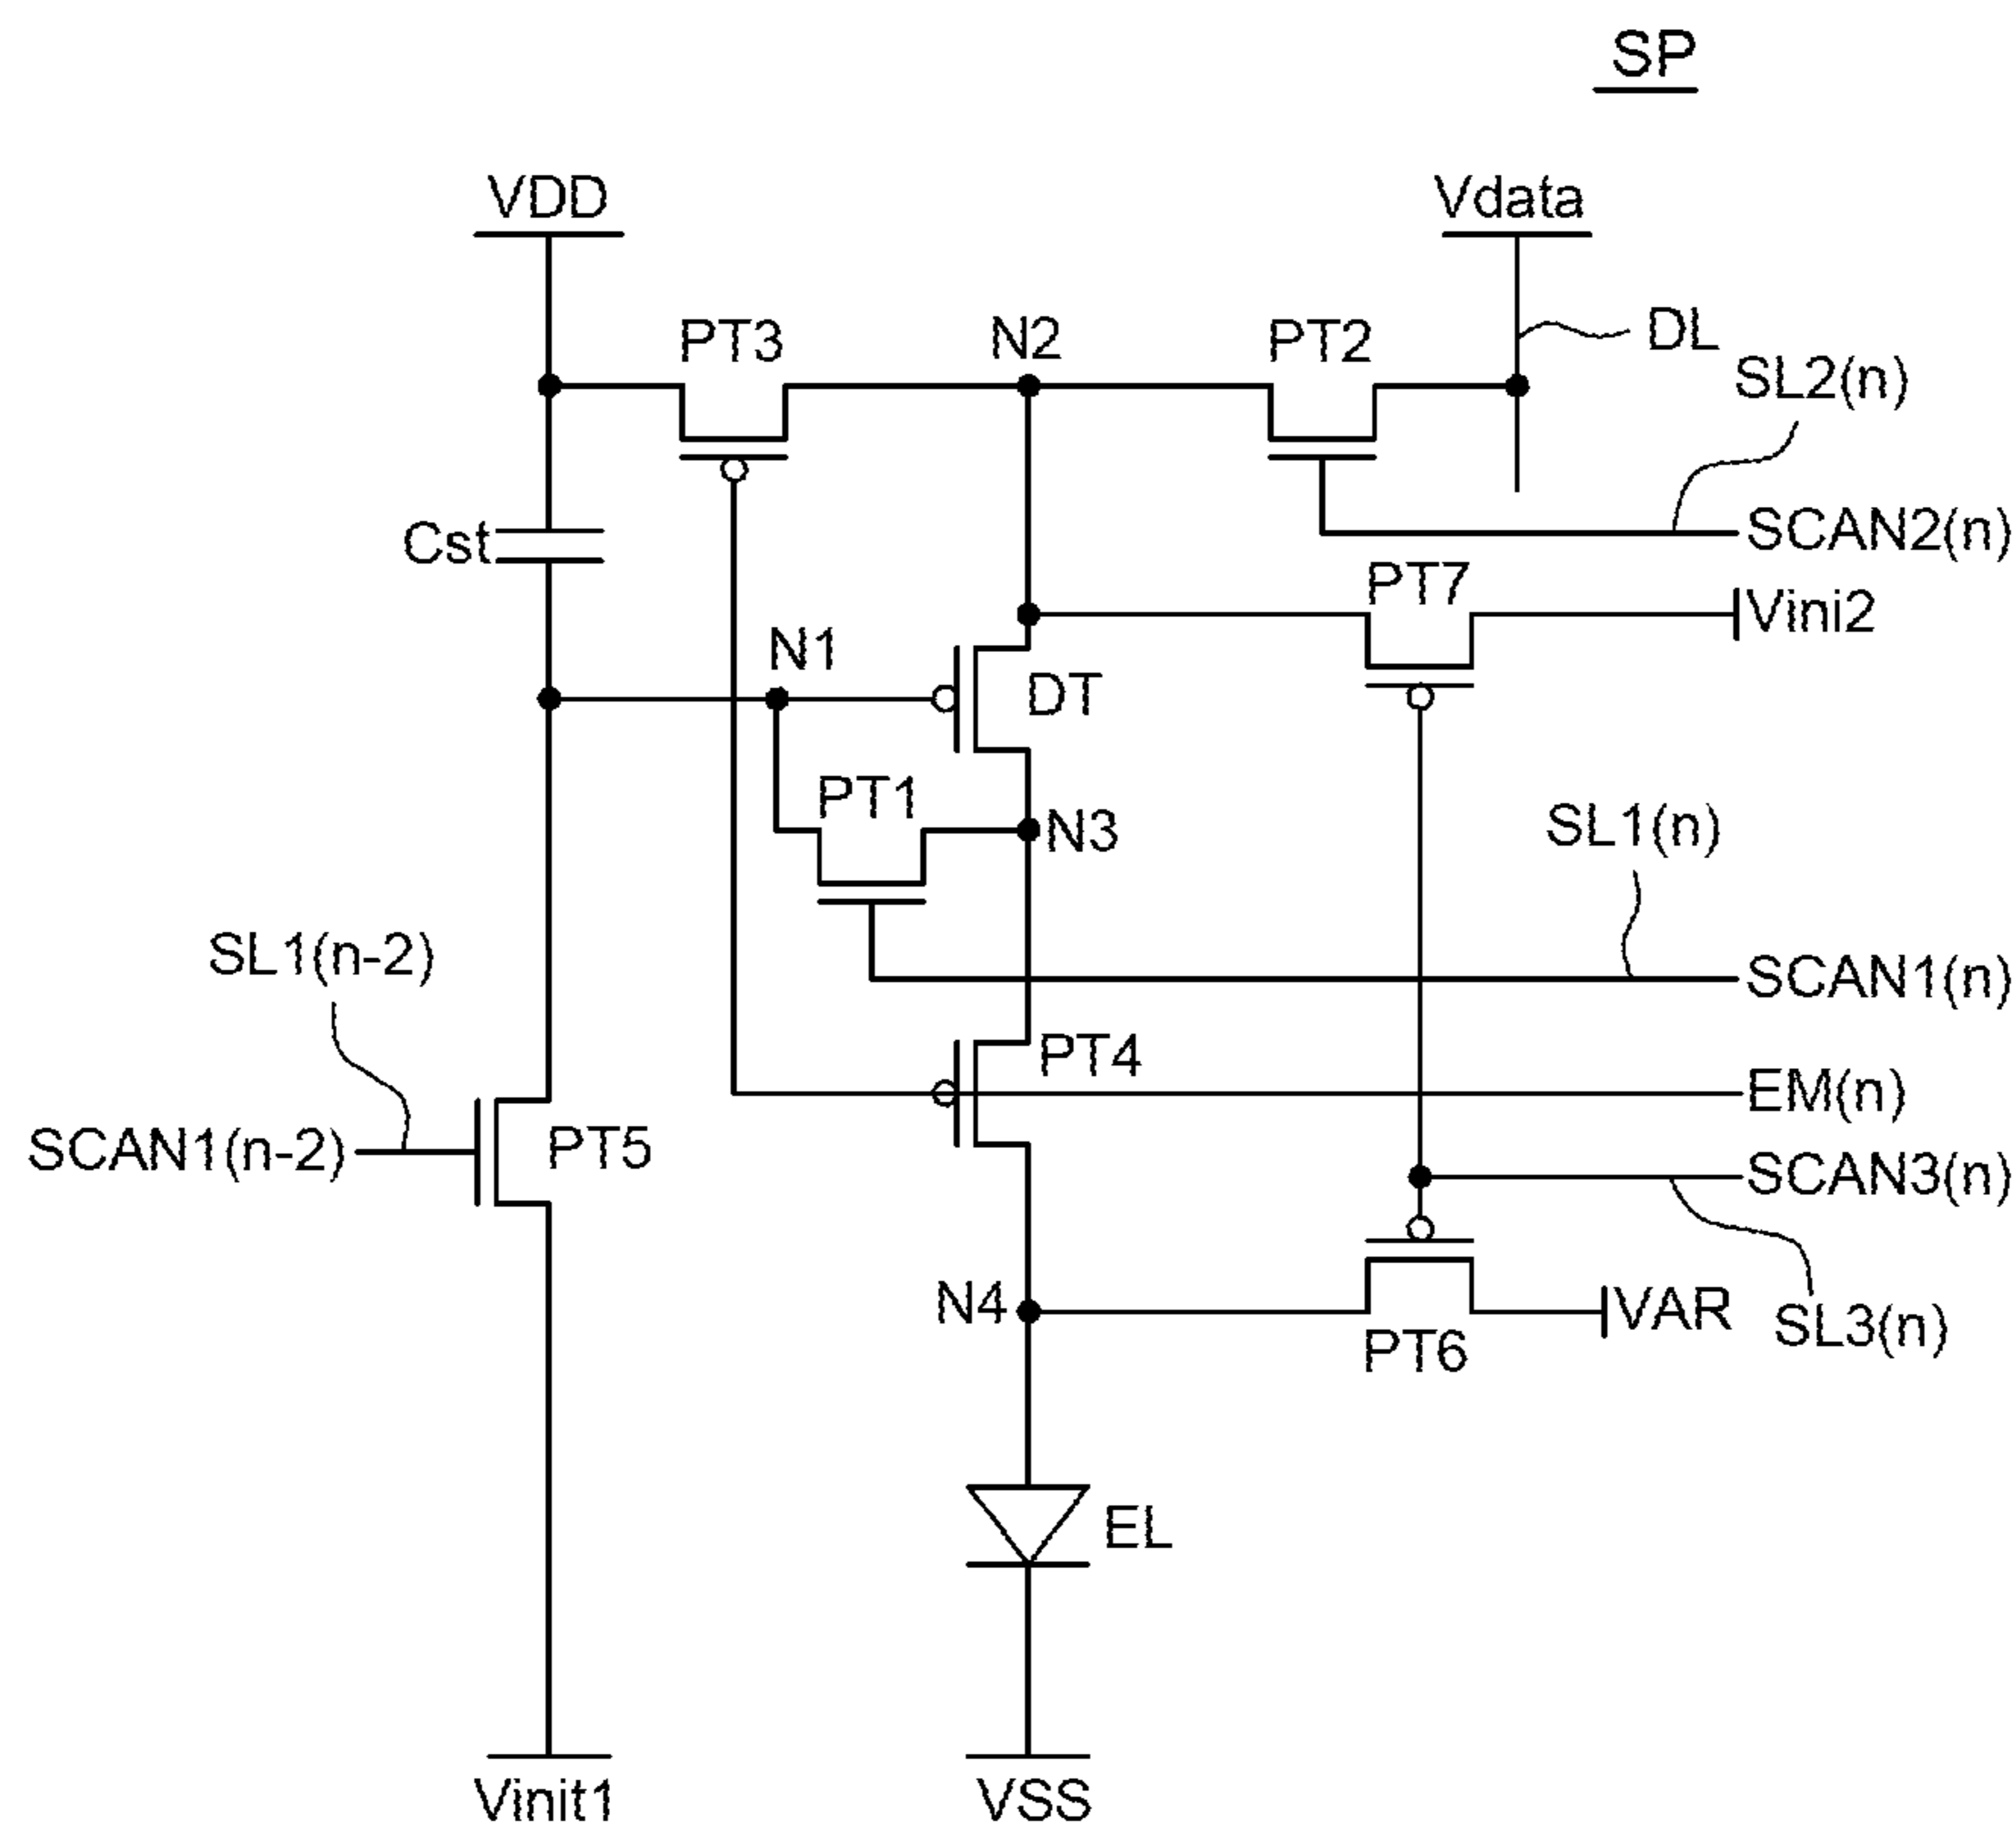 SP
VDD
Vdata
PT3
N2
PT2
DL
SL2(n)
Cst
SCAN2(n)
PT7
Vini2
N1
DT
PT1
N3
SL1(n)
SL1(n-2)
SCAN1(n)
PT4
EM(n)
SCAN1(n-2)
PT5
SCAN3(n)
N4
VAR
PT6
SL3(n)
EL
Vinit1
VSS